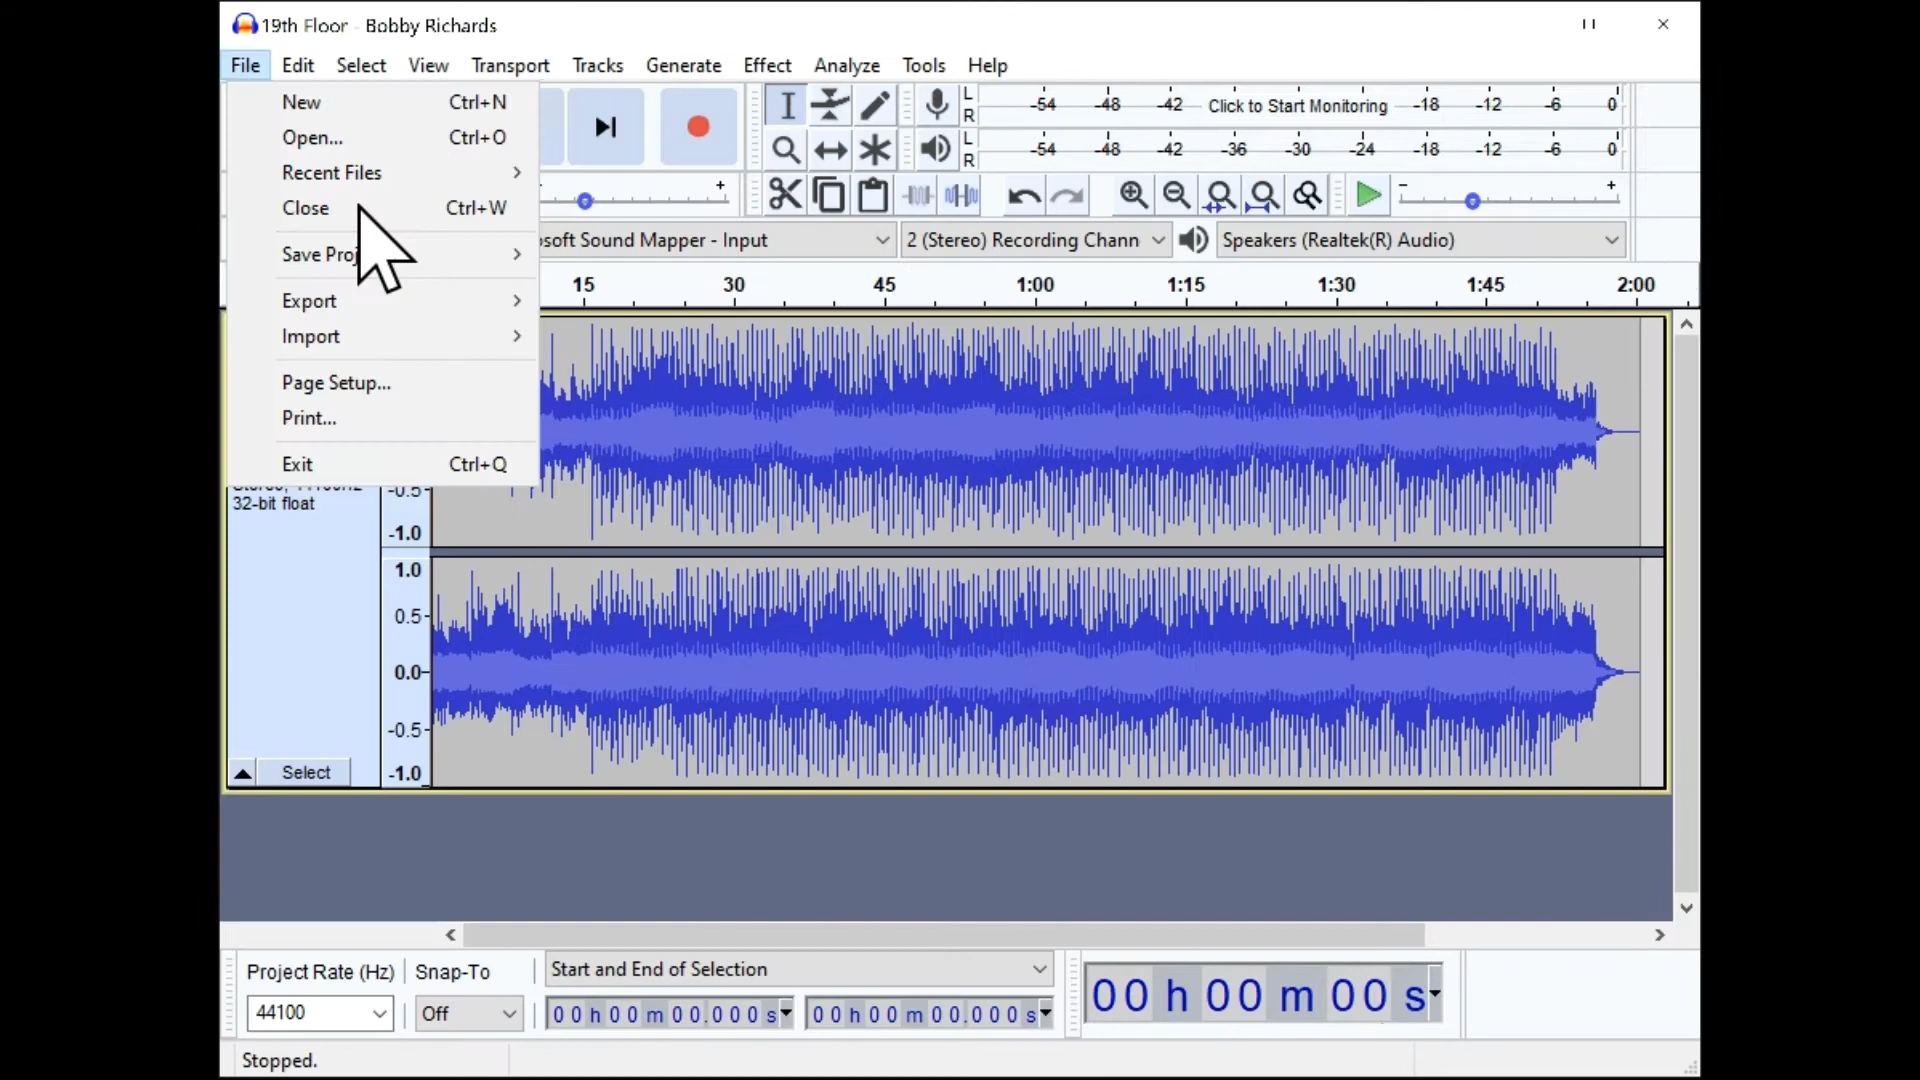 19th Floor - Bobby Richards
File Edit Select View Transport Tracks Generate Effect Analyze Tools Help
New Ctrl+N
Open... Ctrl+O
Recent Files
Close Ctrl+W
Save Proj
Export
Import
Page Setup...
Print...
Exit Ctrl+Q
L
R
-54 -48 -42 Click to Start Monitoring -18 -12 -6 0
L
R
-54 -48 -42 -36 -30 -24 -18 -12 -6 0
- +
- +
osoft Sound Mapper - Input
2 (Stereo) Recording Chann
Speakers (Realtek(R) Audio)
15 30 45 1:00 1:15 1:30 1:45 2:00
32-bit float
-0.5
-1.0
1.0
0.5
0.0
-0.5
-1.0
Select
Project Rate (Hz)
Snap-To
Start and End of Selection
44100
Off
00 h 00 m 00.000 s
00 h 00 m 00.000 s
00 h 00 m 00 s
Stopped.